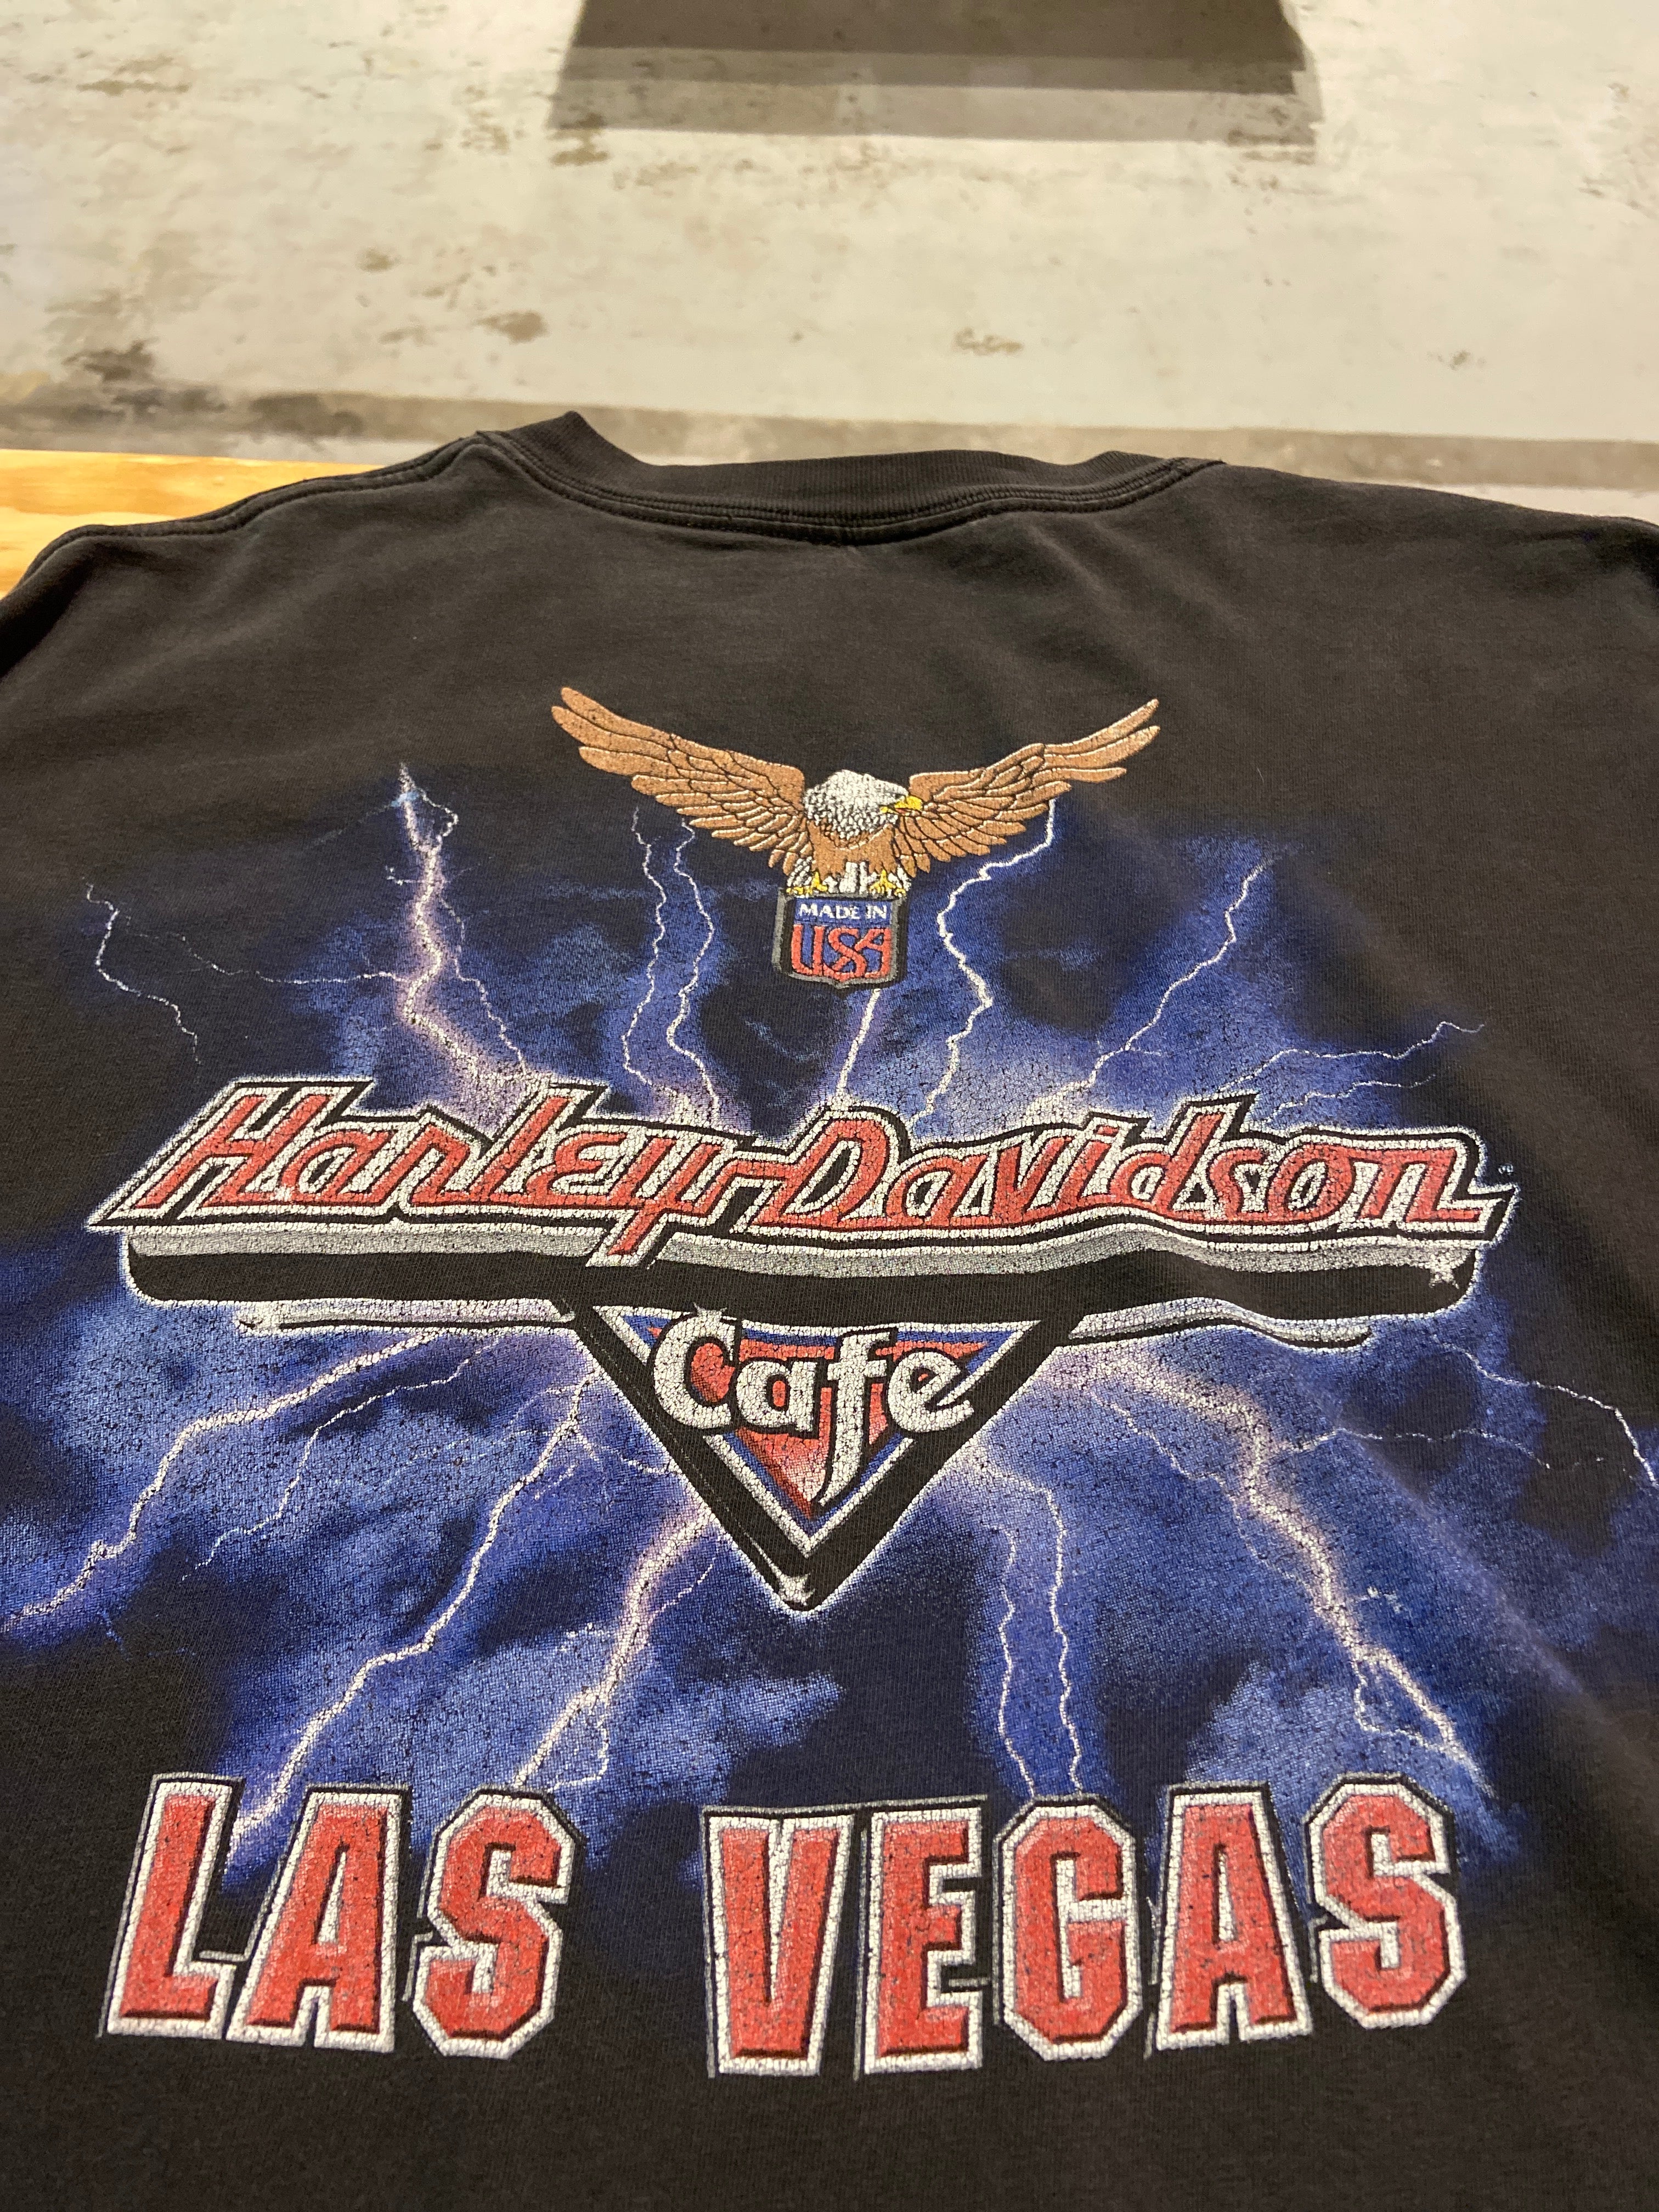 MADE IN
USA
Harley-Davidson
Cafe
LAS VEGAS